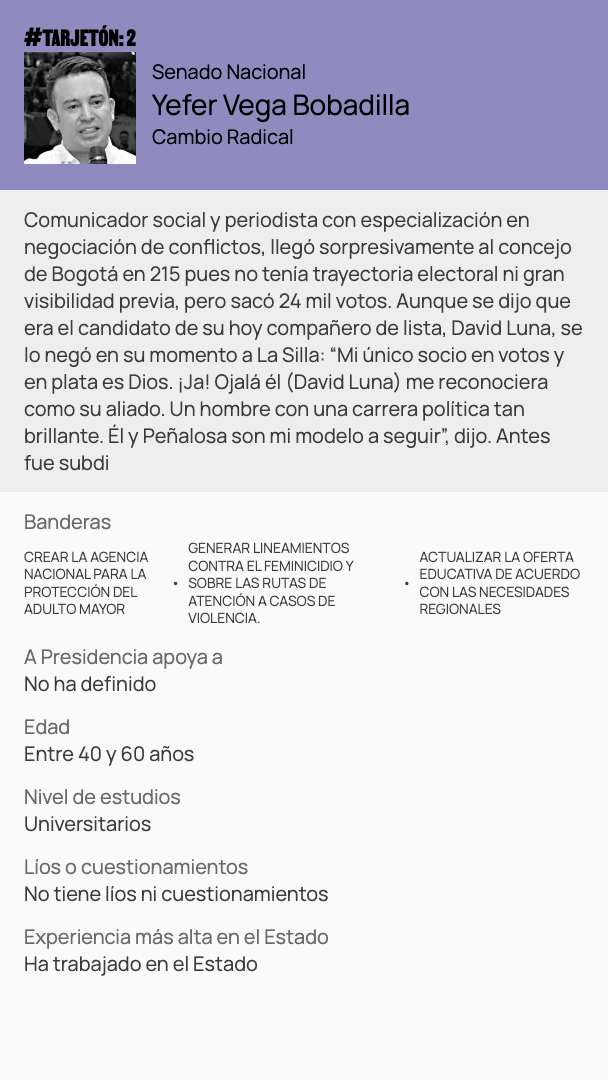 #TARJETÓN: 2
Senado Nacional
Yefer Vega Bobadilla
Cambio Radical
Comunicador social y periodista con especialización en
negociación de conflictos, llegó sorpresivamente al concejo
de Bogotá en 215 pues no tenía trayectoria electoral ni gran
visibilidad previa, pero sacó 24 mil votos. Aunque se dijo que
era el candidato de su hoy compañero de lista, David Luna, se
lo negó en su momento a La Silla: “Mi único socio en votos y
en plata es Dios. ¡Ja! Ojalá él (David Luna) me reconociera
como su aliado. Un hombre con una carrera política tan
brillante. Él y Peñalosa son mi modelo a seguir”, dijo. Antes
fue subdi
Banderas
CREAR LA AGENCIA
NACIONAL PARA LA
PROTECCIÓN DEL
ADULTO MAYOR
• GENERAR LINEAMIENTOS
CONTRA EL FEMINICIDIO Y
SOBRE LAS RUTAS DE
ATENCIÓN A CASOS DE
VIOLENCIA.
• ACTUALIZAR LA OFERTA
EDUCATIVA DE ACUERDO
CON LAS NECESIDADES
REGIONALES
A Presidencia apoya a
No ha definido
Edad
Entre 40 y 60 años
Nivel de estudios
Universitarios
Líos o cuestionamientos
No tiene líos ni cuestionamientos
Experiencia más alta en el Estado
Ha trabajado en el Estado